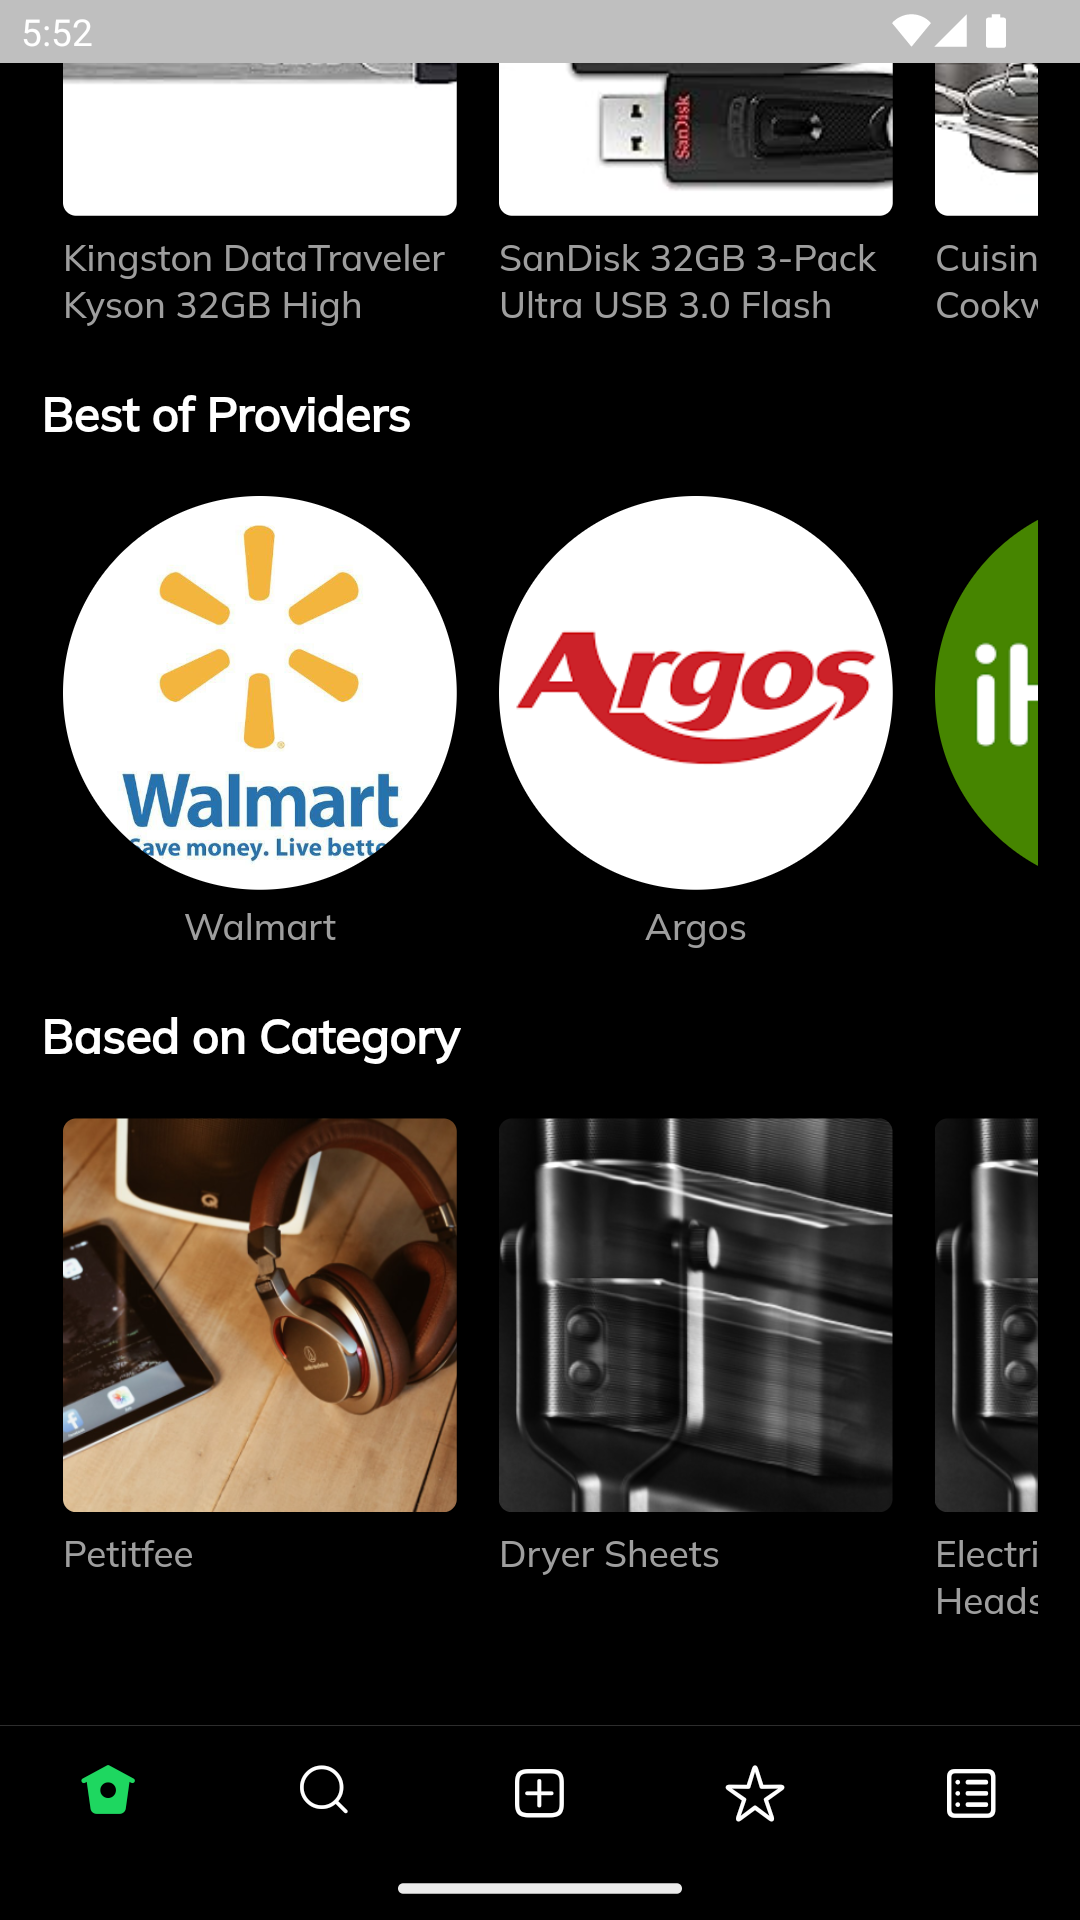 5:52
SanDisk
Kingston DataTraveler
Kyson 32GB High
SanDisk 32GB 3-Pack
Ultra USB 3.0 Flash
Cuisin
Cookw
Best of Providers
Walmart
Save money. Live bette
Argos
iH
Walmart
Argos
Based on Category
Petitfee
Dryer Sheets
Electri
Heads